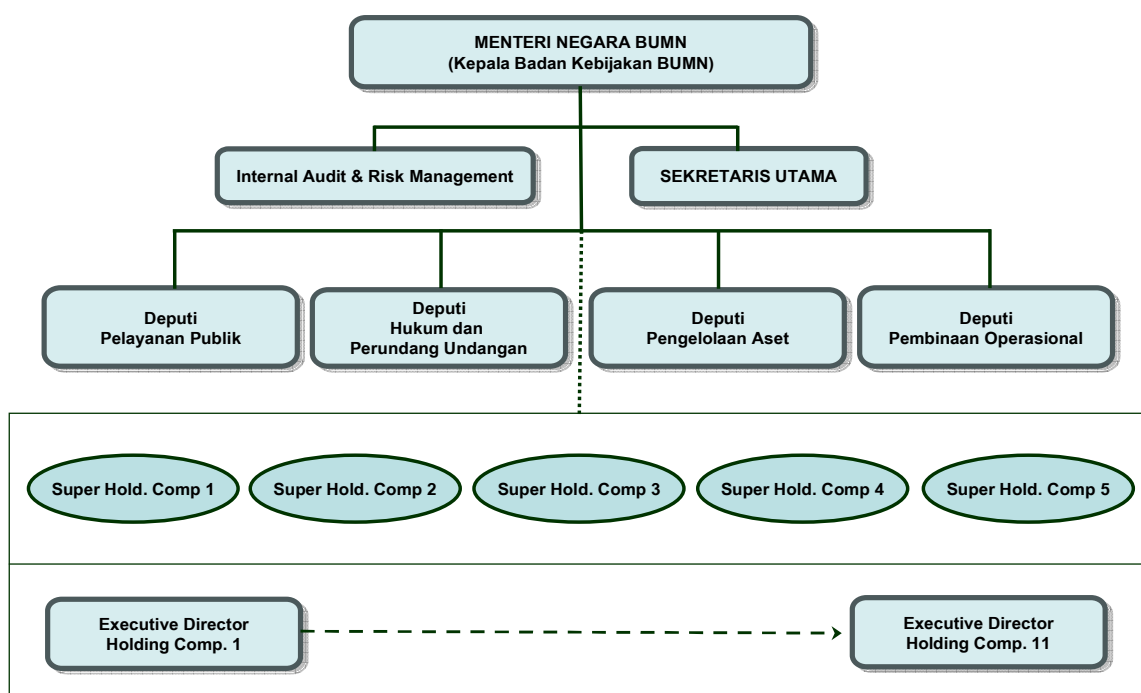 MENTERI NEGARA BUMN
(Kepala Badan Kebijakan BUMN)
Internal Audit & Risk Management
SEKRETARIS UTAMA
Deputi
Pelayanan Publik
Deputi
Hukum dan
Perundang Undangan
Deputi
Pengelolaan Aset
Deputi
Pembinaan Operasional
Super Hold. Comp 1
Super Hold. Comp 2
Super Hold. Comp 3
Super Hold. Comp 4
Super Hold. Comp 5
Executive Director
Holding Comp. 1
Executive Director
Holding Comp. 11